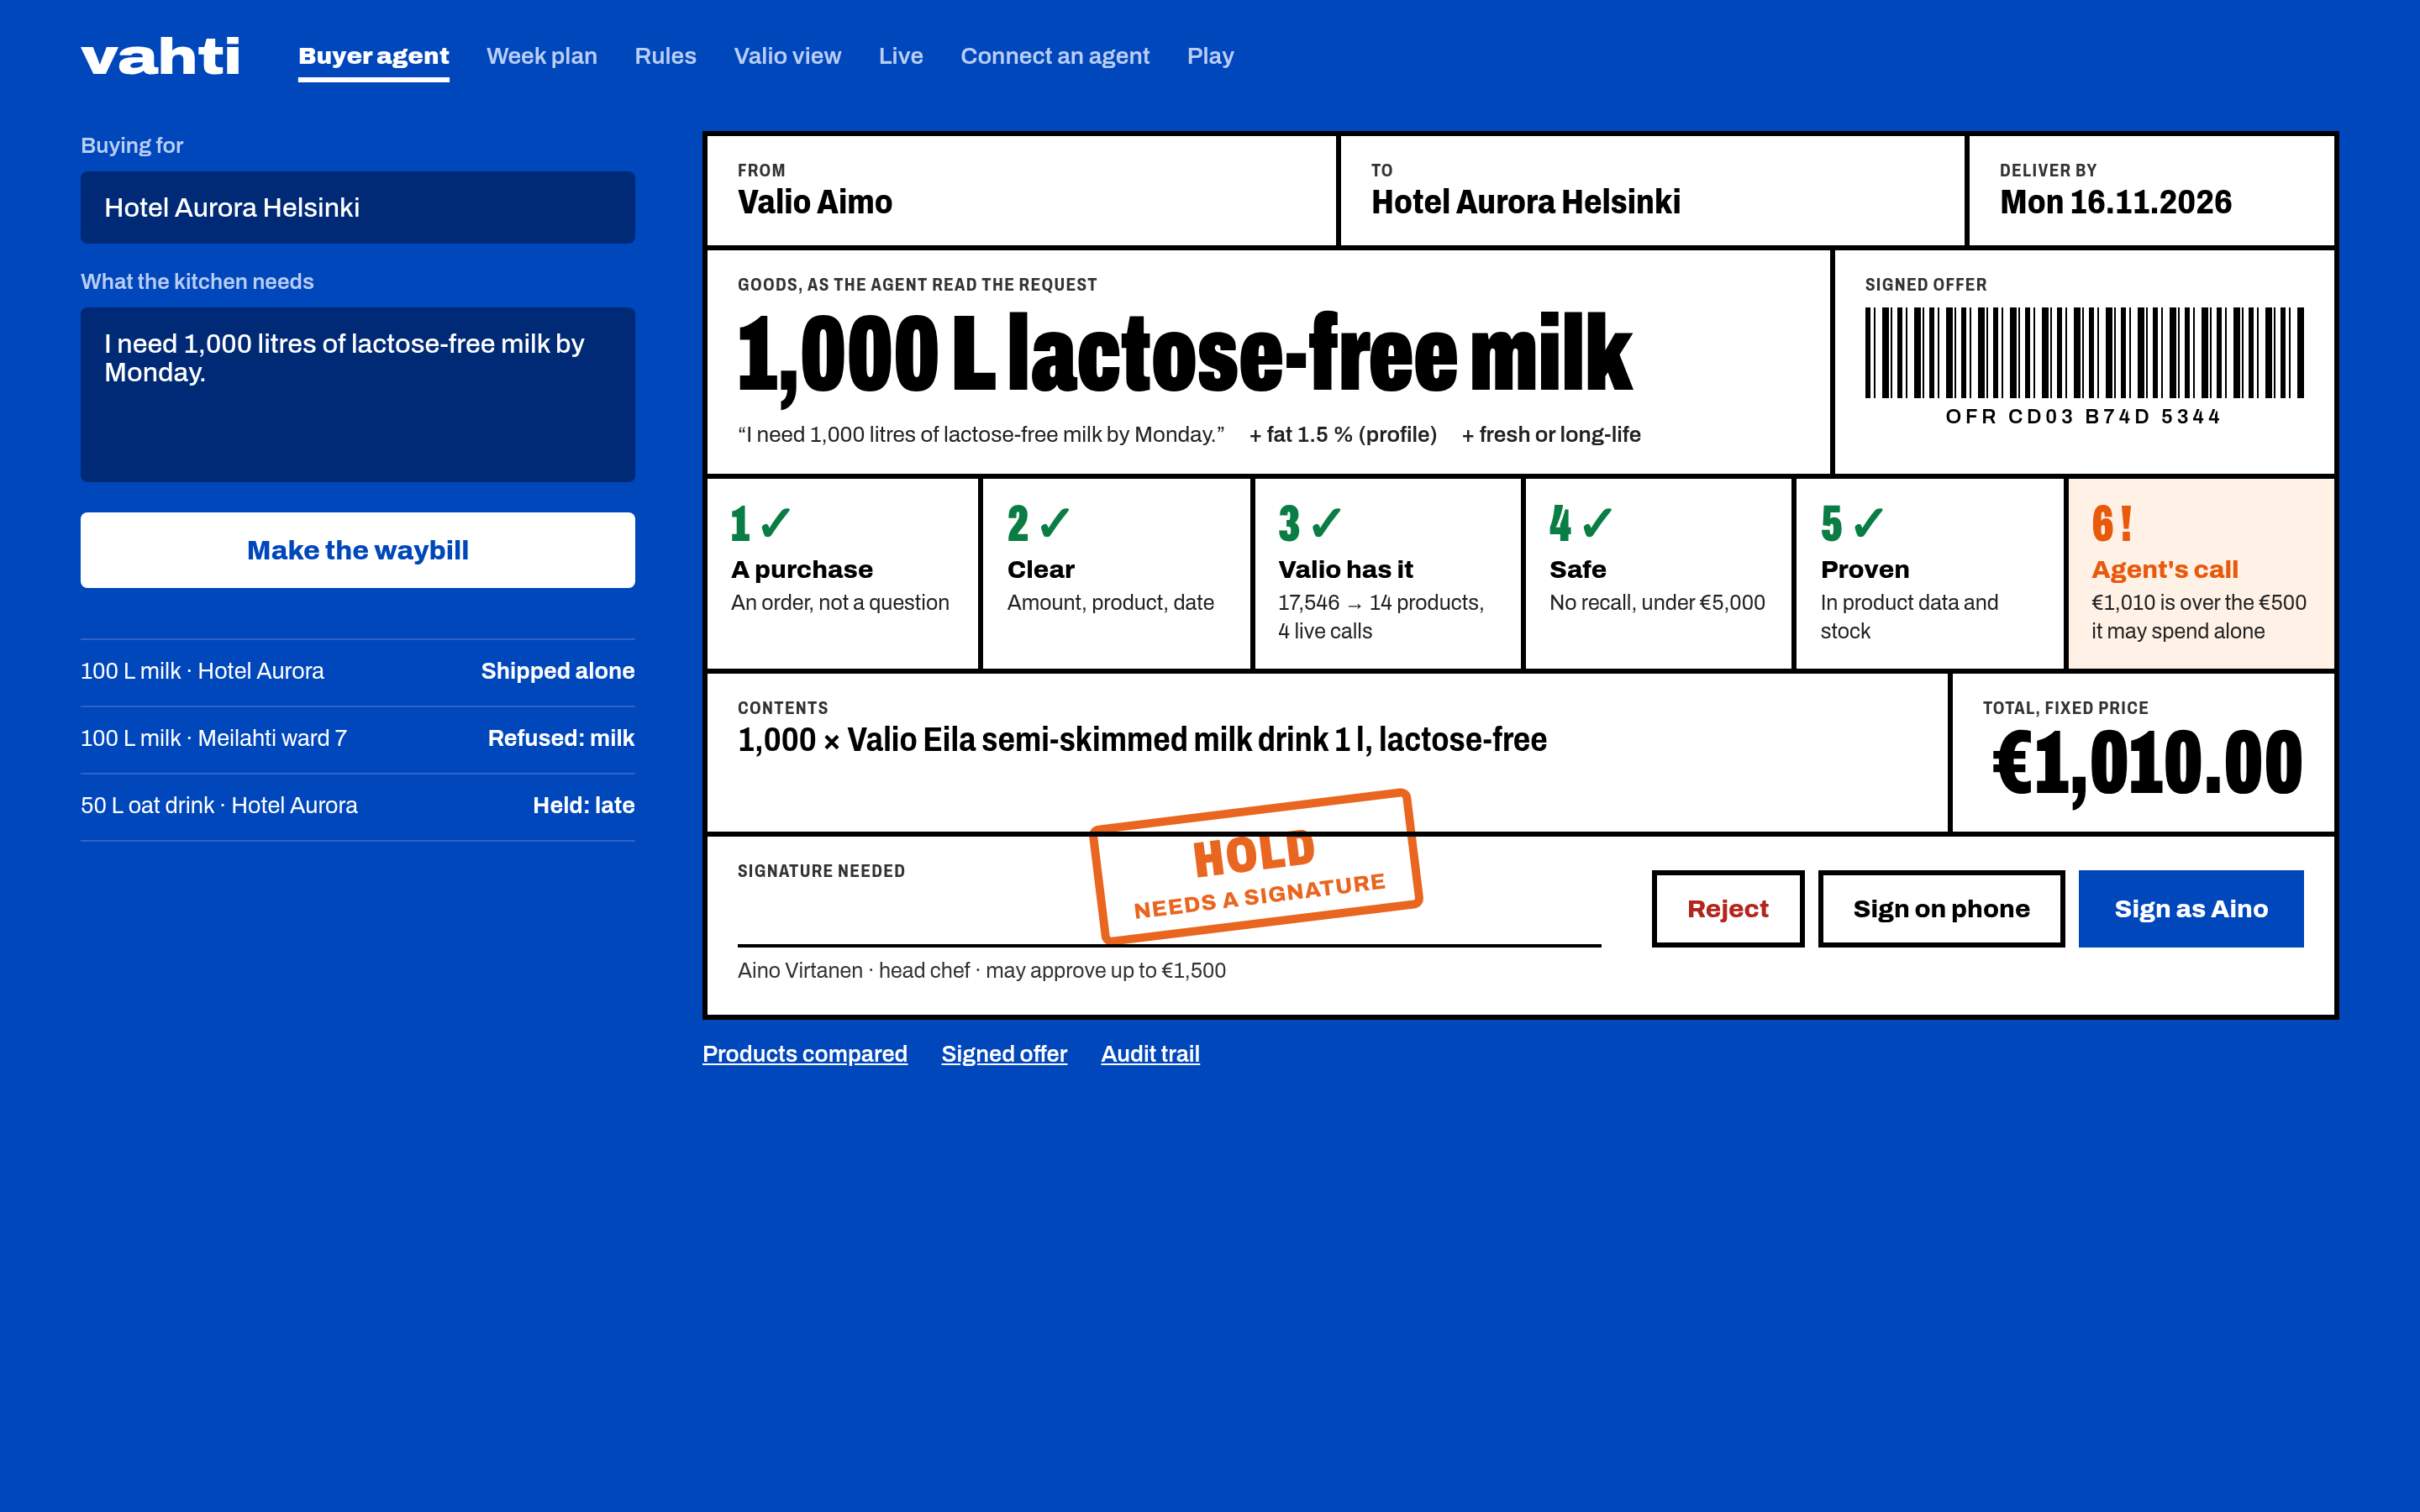 vahti
Buyer agent Week plan Rules Valio view Live Connect an agent Play
Buying for
Hotel Aurora Helsinki
What the kitchen needs
I need 1,000 litres of lactose-free milk by
Monday.
Make the waybill
100 L milk · Hotel Aurora Shipped alone
100 L milk · Meilahti ward 7 Refused: milk
50 L oat drink · Hotel Aurora Held: late
FROM
Valio Aimo
TO
Hotel Aurora Helsinki
DELIVER BY
Mon 16.11.2026
GOODS, AS THE AGENT READ THE REQUEST
1,000 L lactose-free milk
“I need 1,000 litres of lactose-free milk by Monday.” + fat 1.5 % (profile) + fresh or long-life
SIGNED OFFER
OFR CD03 B74D 5344
1 ✓
A purchase
An order, not a question
2 ✓
Clear
Amount, product, date
3 ✓
Valio has it
17,546 → 14 products,
4 live calls
4 ✓
Safe
No recall, under €5,000
5 ✓
Proven
In product data and
stock
6 !
Agent's call
€1,010 is over the €500
it may spend alone
CONTENTS
1,000 × Valio Eila semi-skimmed milk drink 1 l, lactose-free
TOTAL, FIXED PRICE
€1,010.00
HOLD
NEEDS A SIGNATURE
SIGNATURE NEEDED
Aino Virtanen · head chef · may approve up to €1,500
Reject
Sign on phone
Sign as Aino
Products compared Signed offer Audit trail